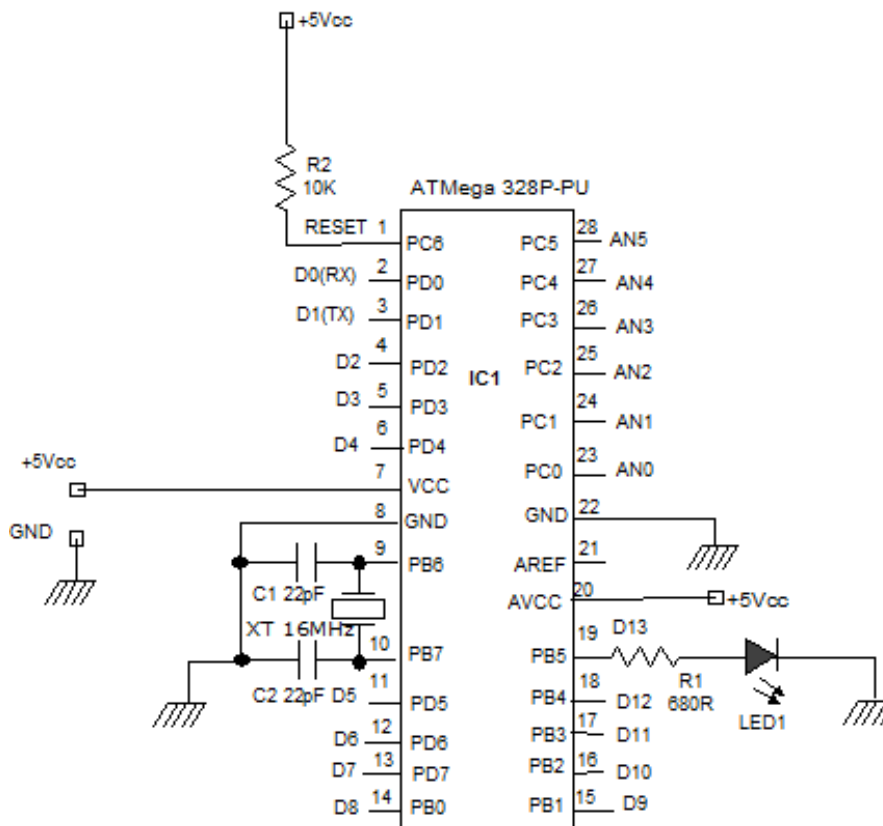 +5Vcc
R2
10K
ATMega 328P-PU
RESET 1 PC6 PC5 28 AN5
D0(RX) 2 PD0 PC4 27 AN4
D1(TX) 3 PD1 PC3 26 AN3
D2 4 PD2 IC1 PC2 25 AN2
D3 5 PD3 PC1 24 AN1
D4 6 PD4 PC0 23 AN0
+5Vcc 7 VCC GND 22
GND 8 GND AREF 21
9 PB6 AVCC 20 +5Vcc
C1 22pF
XT 16MHz
10 PB7 PB5 19 D13
R1
680R
LED1
C2 22pF
D5 11 PD5 PB4 18 D12
D6 12 PD6 PB3 17 D11
D7 13 PD7 PB2 16 D10
D8 14 PB0 PB1 15 D9